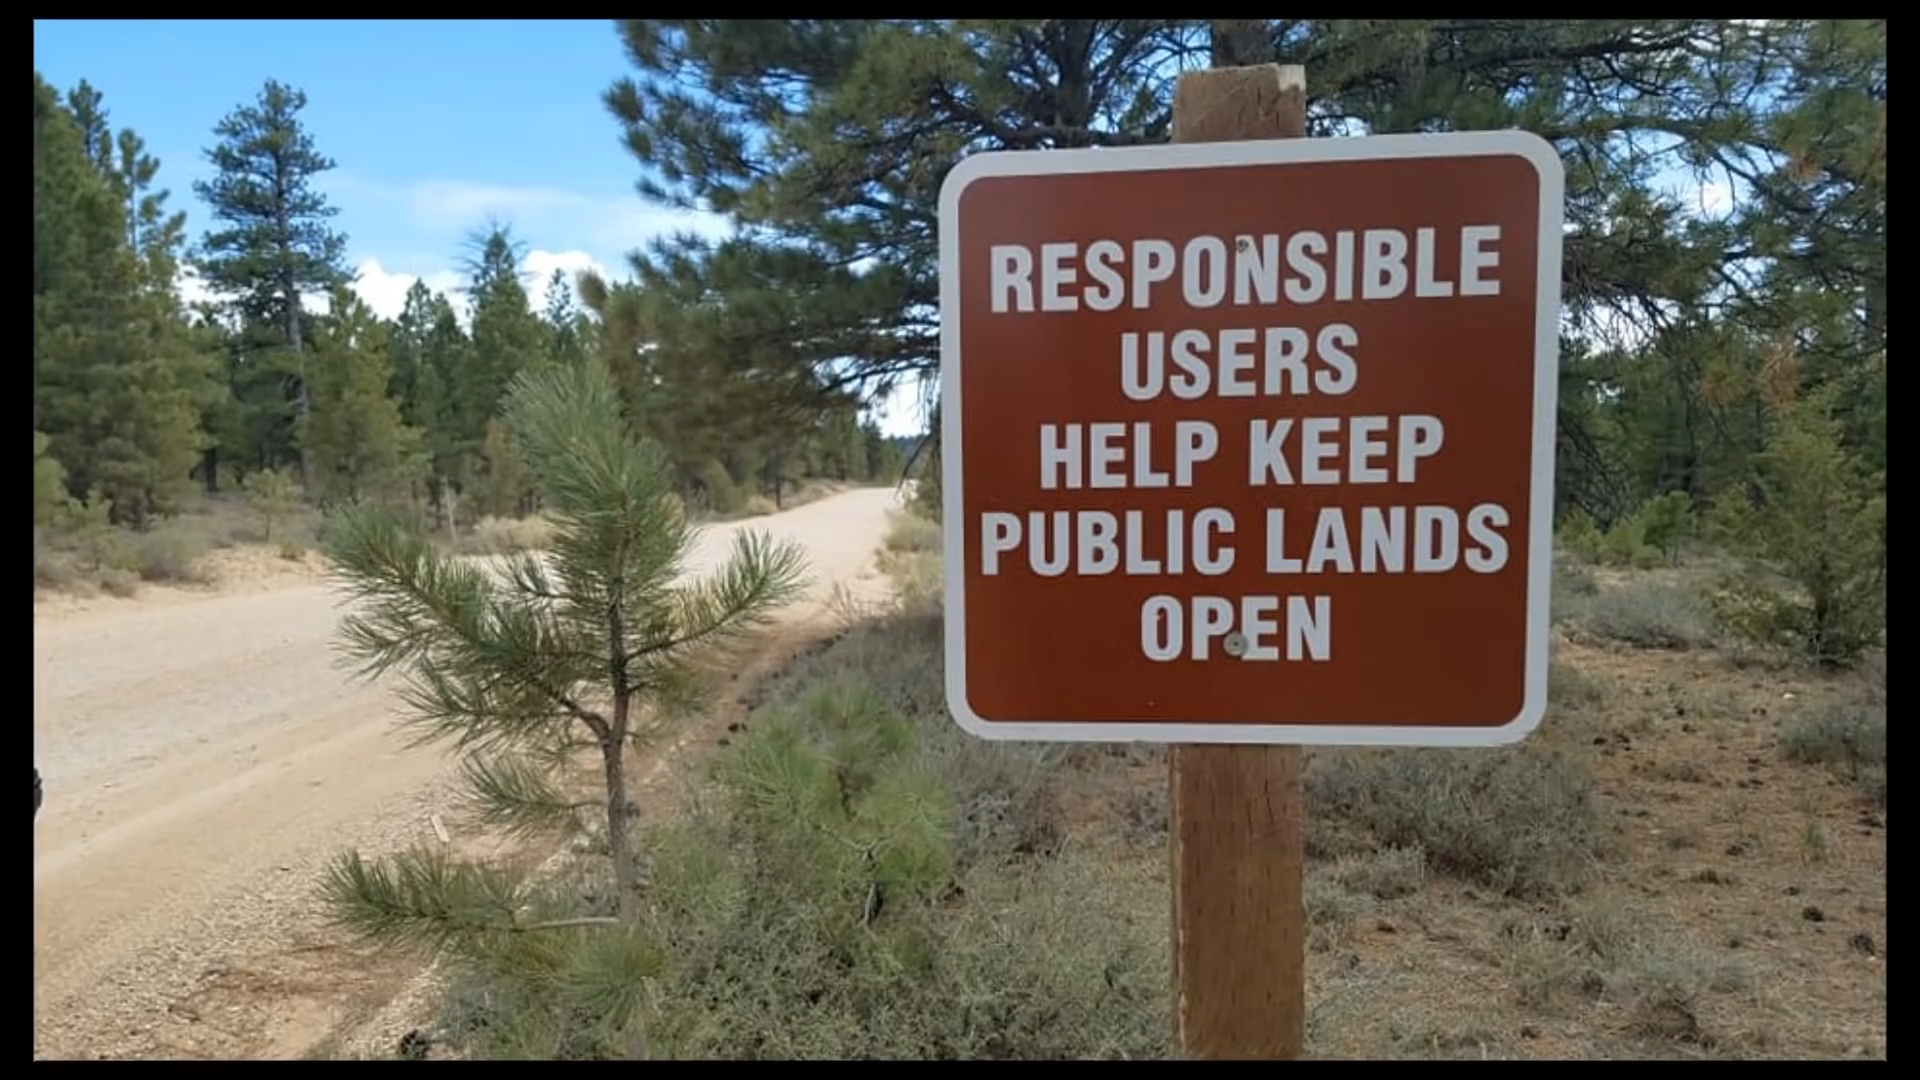 RESPONSIBLE
USERS
HELP KEEP
PUBLIC LANDS
OPEN